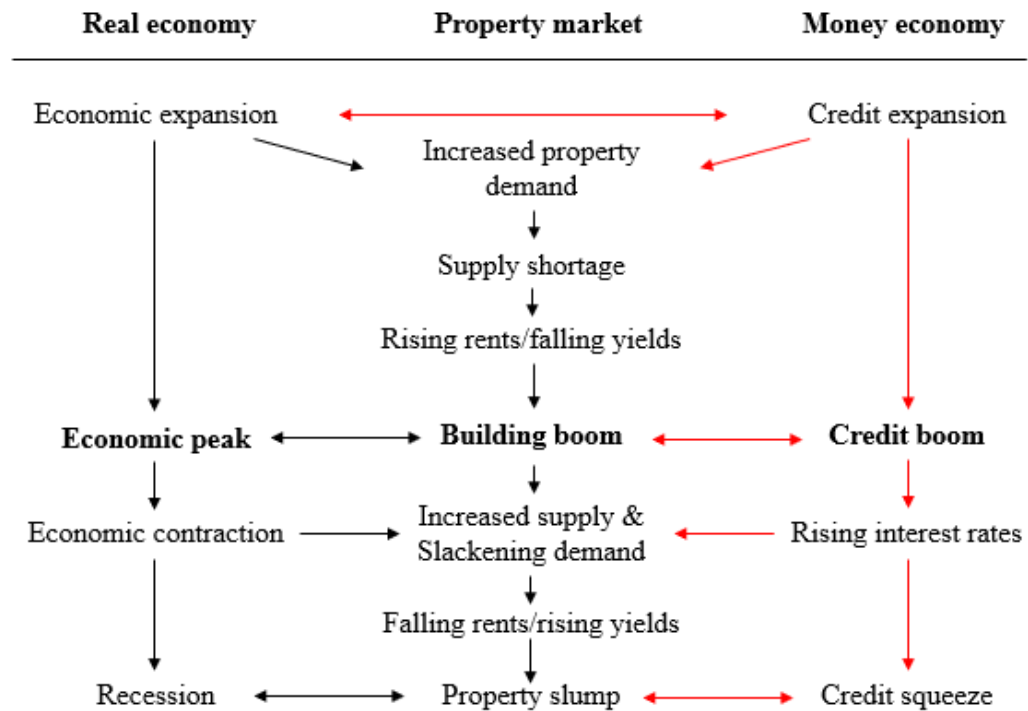 Real economy Property market Money economy
Economic expansion Credit expansion
Increased property
demand
Supply shortage
Rising rents/falling yields
Economic peak Building boom Credit boom
Increased supply &
Economic contraction Rising interest rates
Slackening demand
Falling rents/rising yields
Recession Property slump Credit squeeze